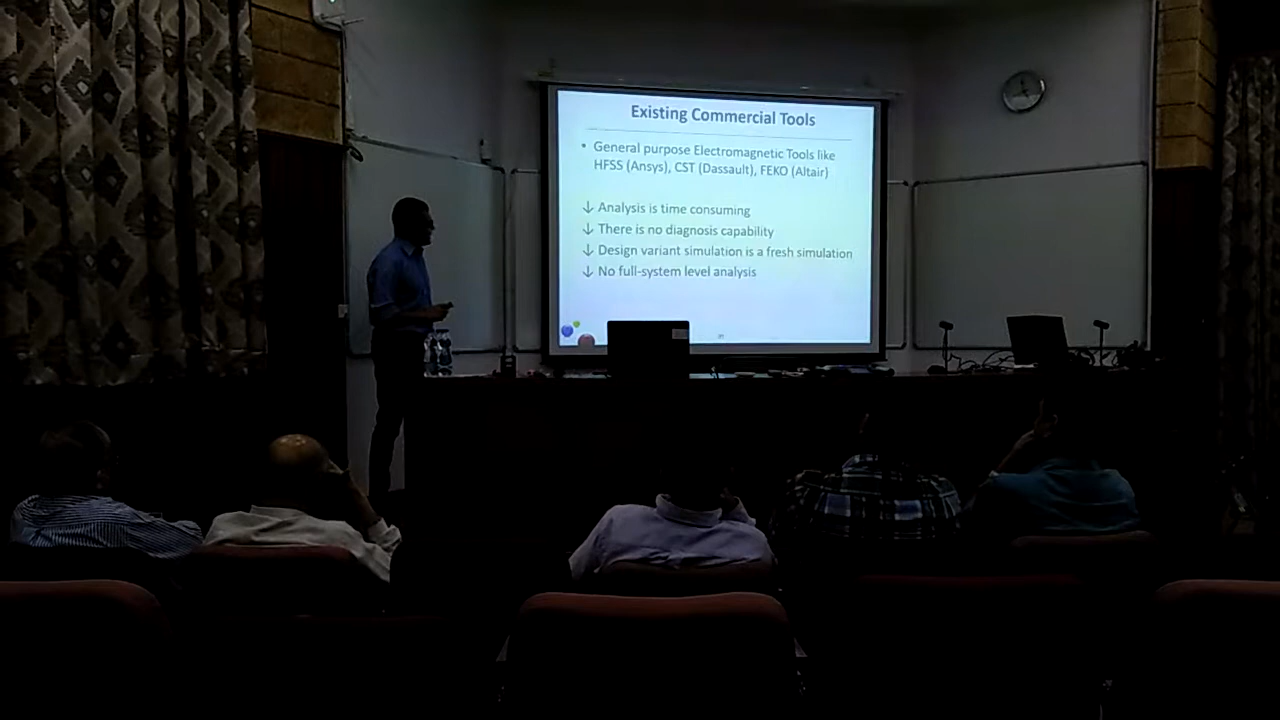 Existing Commercial Tools
• General purpose Electromagnetic Tools like
HFSS (Ansys), CST (Dassault), FEKO (Altair)
↓ Analysis is time consuming
↓ There is no diagnosis capability
↓ Design variant simulation is a fresh simulation
↓ No full-system level analysis